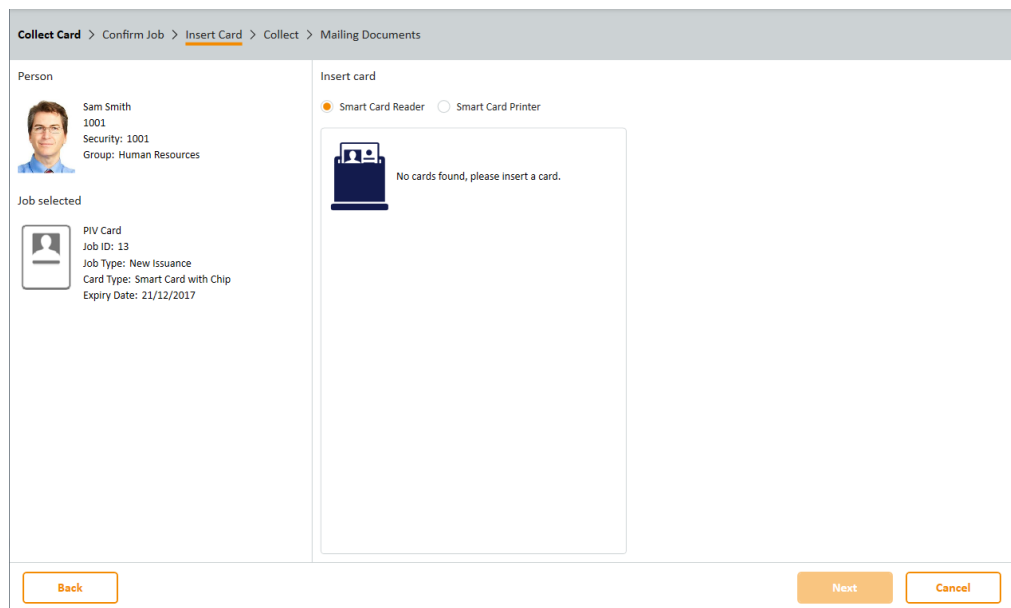 Collect Card > Confirm Job > Insert Card > Collect > Mailing Documents
Person
Sam Smith
1001
Security: 1001
Group: Human Resources
Job selected
PIV Card
Job ID: 13
Job Type: New Issuance
Card Type: Smart Card with Chip
Expiry Date: 21/12/2017
Insert card
Smart Card Reader Smart Card Printer
No cards found, please insert a card.
Back Next Cancel